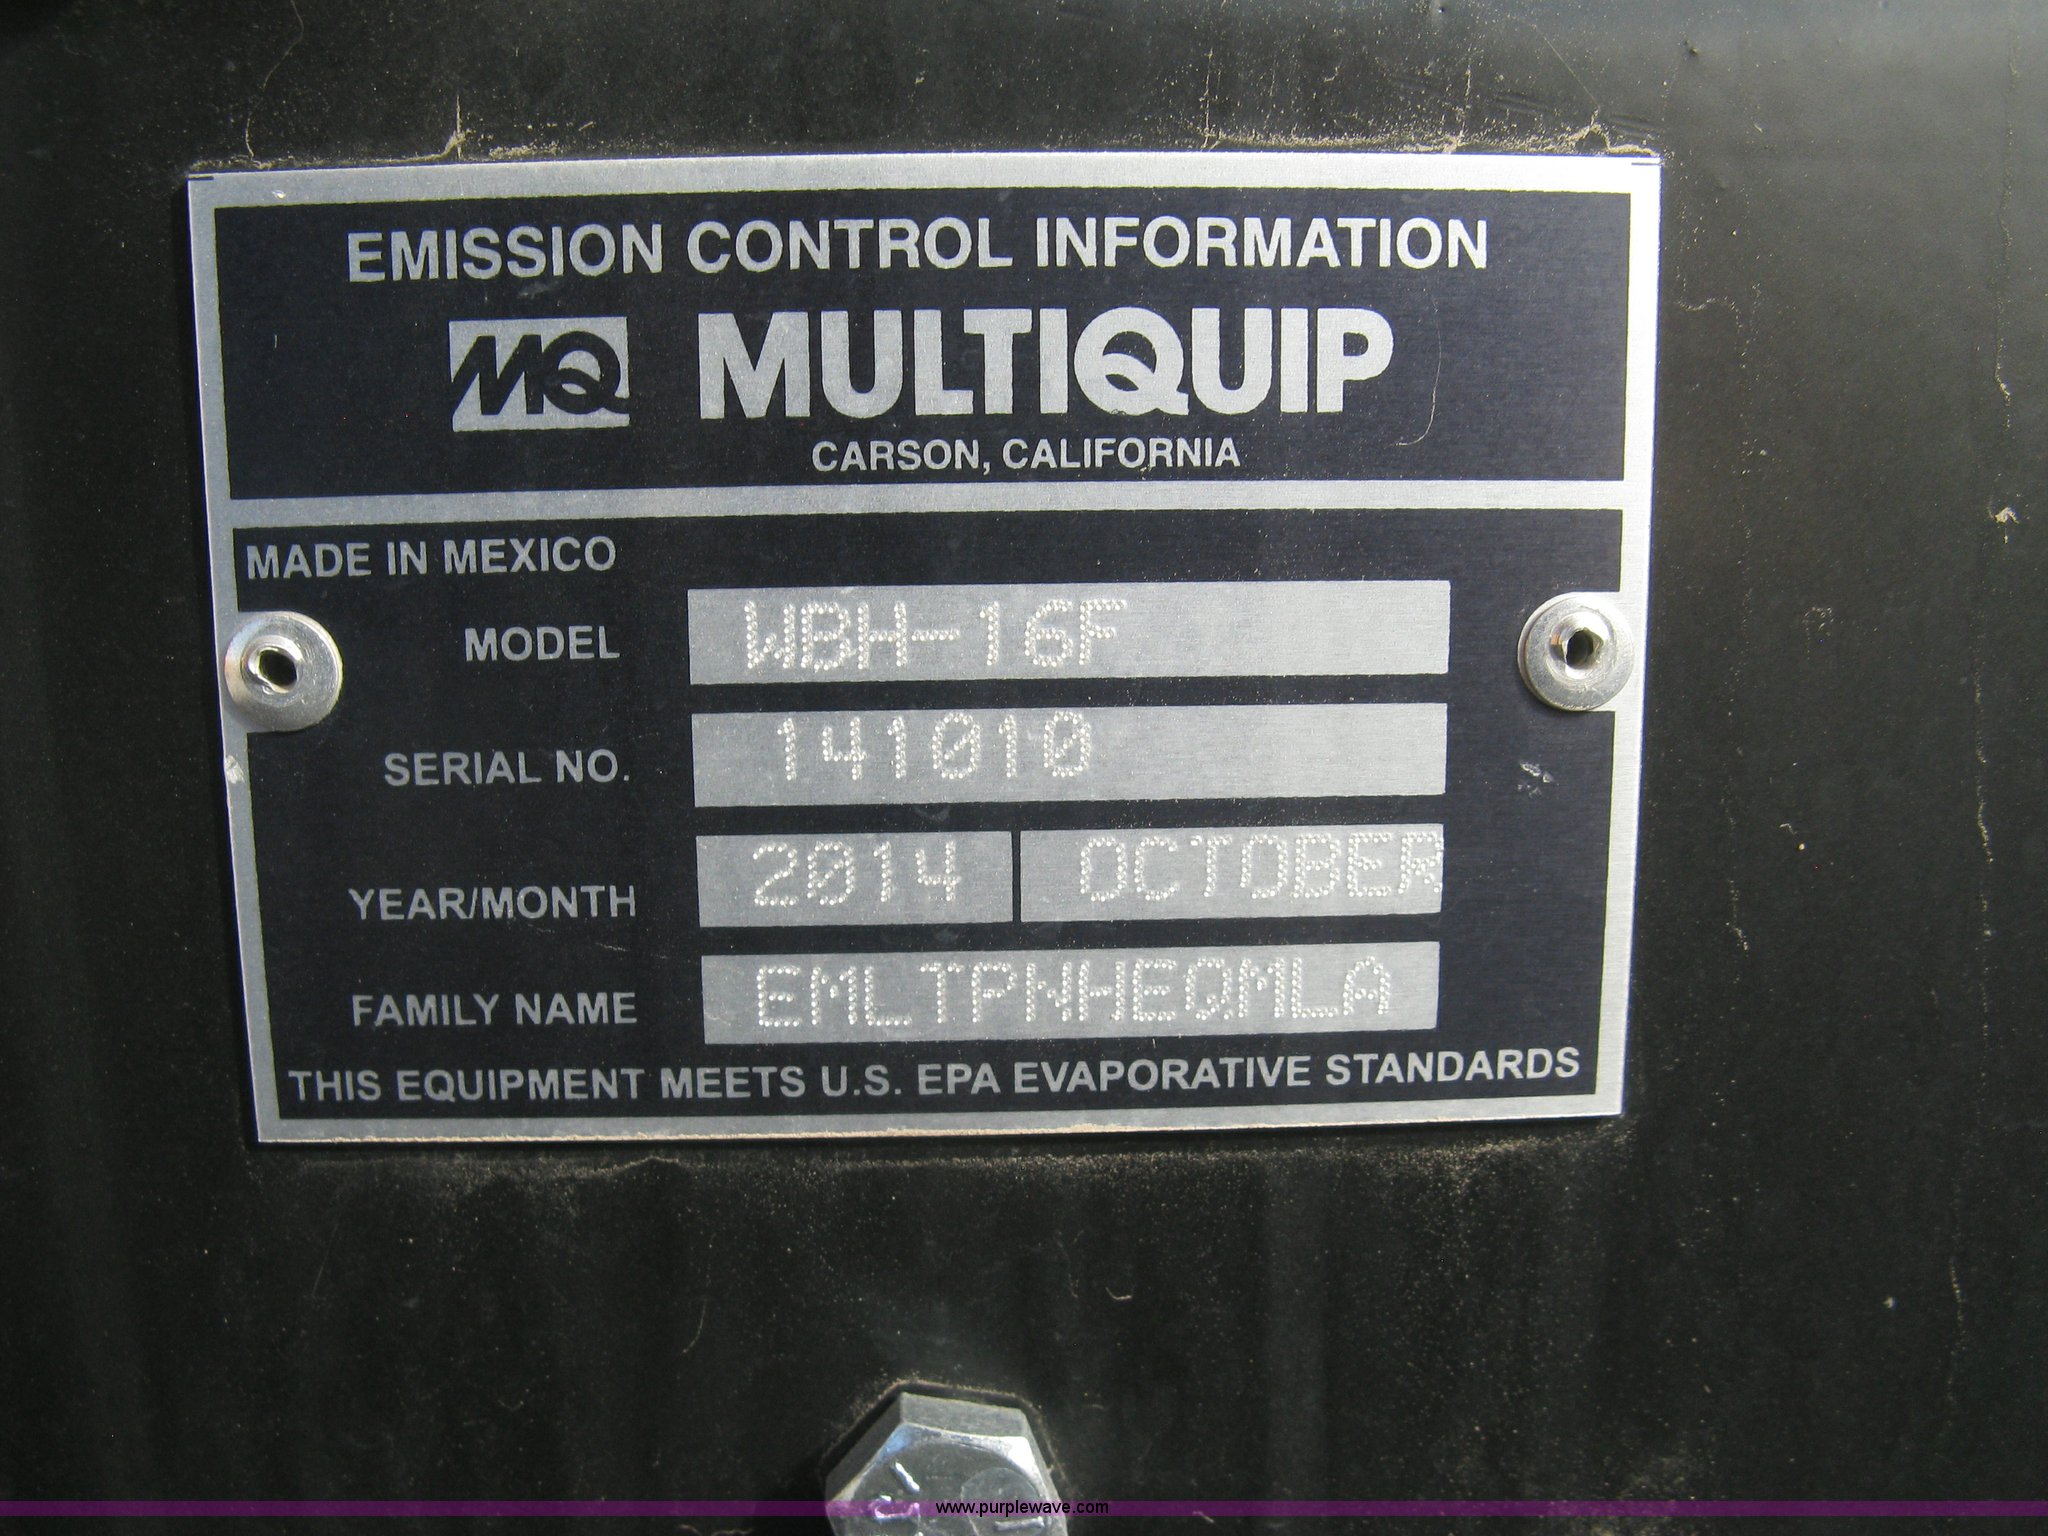 EMISSION CONTROL INFORMATION
MQ MULTIQUIP
CARSON, CALIFORNIA
MADE IN MEXICO
MODEL WBH-16F
SERIAL NO. 141010
YEAR/MONTH 2014 OCTOBER
FAMILY NAME EMLTPNHEQMLA
THIS EQUIPMENT MEETS U.S. EPA EVAPORATIVE STANDARDS
www.purplewave.com